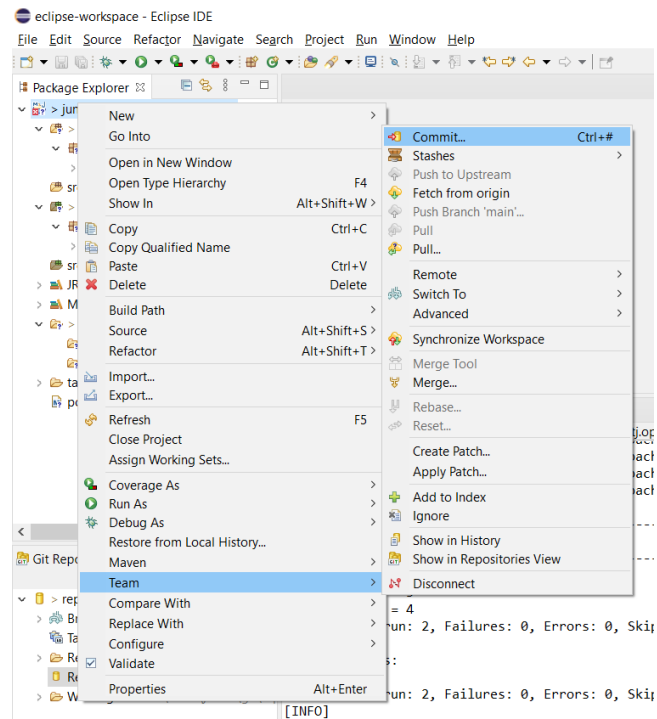 eclipse-workspace - Eclipse IDE
File Edit Source Refactor Navigate Search Project Run Window Help
Package Explorer
> jun
New
Go Into
Open in New Window
Open Type Hierarchy F4
Show In Alt+Shift+W >
Copy Ctrl+C
Copy Qualified Name
Paste Ctrl+V
Delete Delete
Build Path
Source Alt+Shift+S >
Refactor Alt+Shift+T >
Import...
Export...
Refresh F5
Close Project
Assign Working Sets...
Coverage As
Run As
Debug As
Restore from Local History...
Maven
Team
Compare With
Replace With
Configure
Validate
Properties Alt+Enter
Commit... Ctrl+#
Stashes
Push to Upstream
Fetch from origin
Push Branch 'main'...
Pull
Pull...
Remote
Switch To
Advanced
Synchronize Workspace
Merge Tool
Merge...
Rebase...
Reset...
Create Patch...
Apply Patch...
Add to Index
Ignore
Show in History
Show in Repositories View
Disconnect
Git Repo
> rep
= 4
run: 2, Failures: 0, Errors: 0, Skip
s:
run: 2, Failures: 0, Errors: 0, Skip
[INFO]